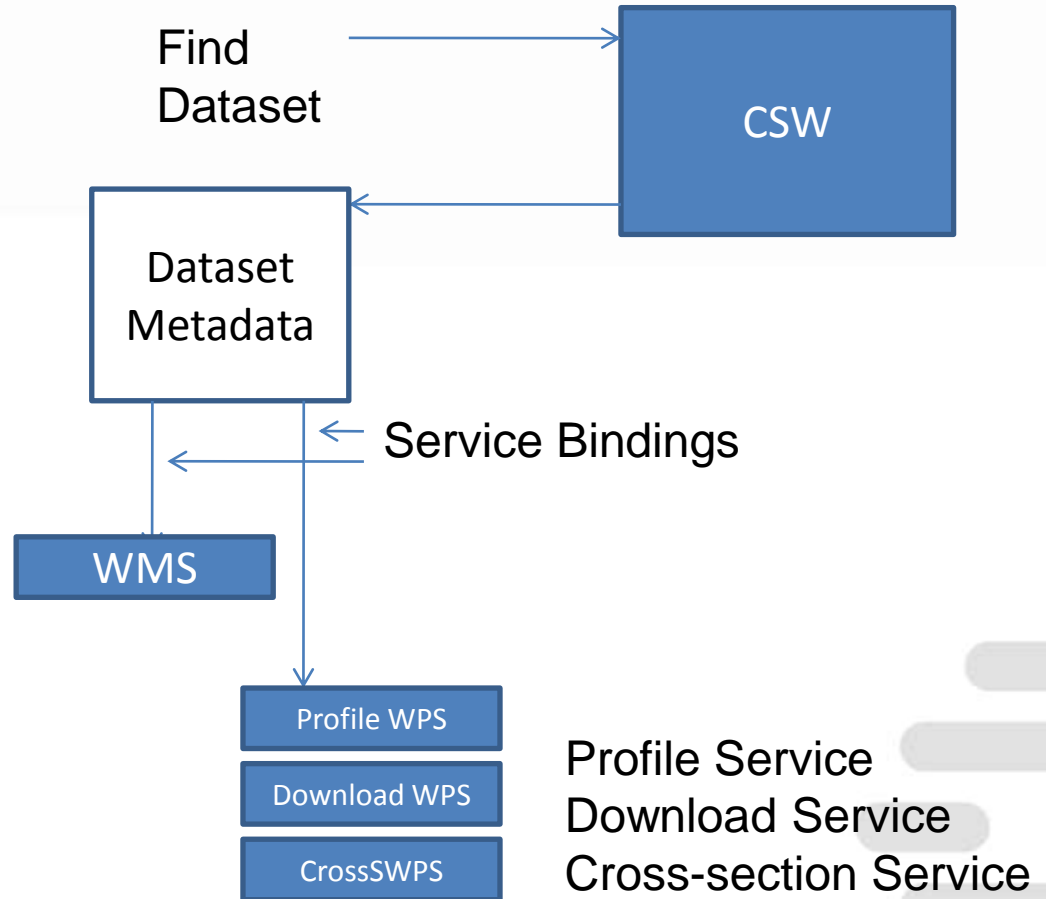 Find
Dataset
CSW
Dataset
Metadata
Service Bindings
WMS
Profile WPS
Download WPS
CrossSWPS
Profile Service
Download Service
Cross-section Service